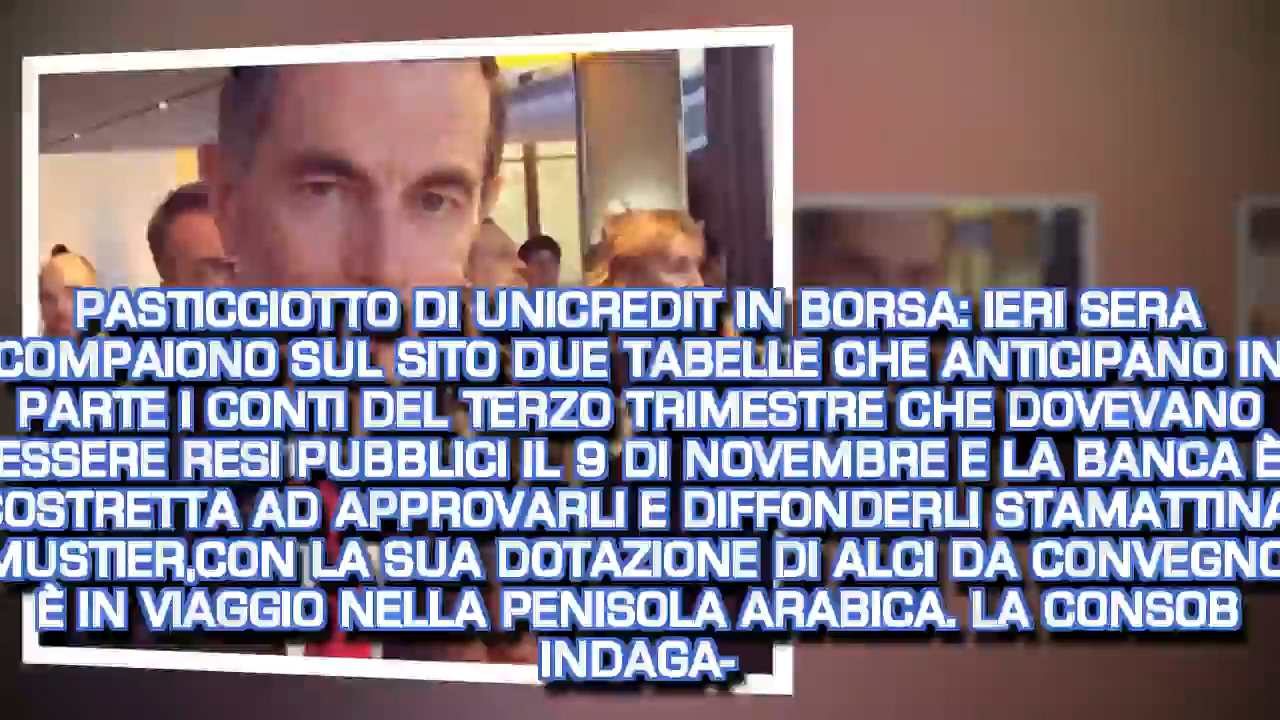 PASTICCIOTTO DI UNICREDIT IN BORSA: IERI SERA
COMPAIONO SUL SITO DUE TABELLE CHE ANTICIPANO IN
PARTE I CONTI DEL TERZO TRIMESTRE CHE DOVEVANO
ESSERE RESI PUBBLICI IL 9 DI NOVEMBRE E LA BANCA È
COSTRETTA AD APPROVARLI E DIFFONDERLI STAMATTINA
MUSTIER,CON LA SUA DOTAZIONE DI ALCI DA CONVEGNO
È IN VIAGGIO NELLA PENISOLA ARABICA. LA CONSOB
INDAGA-